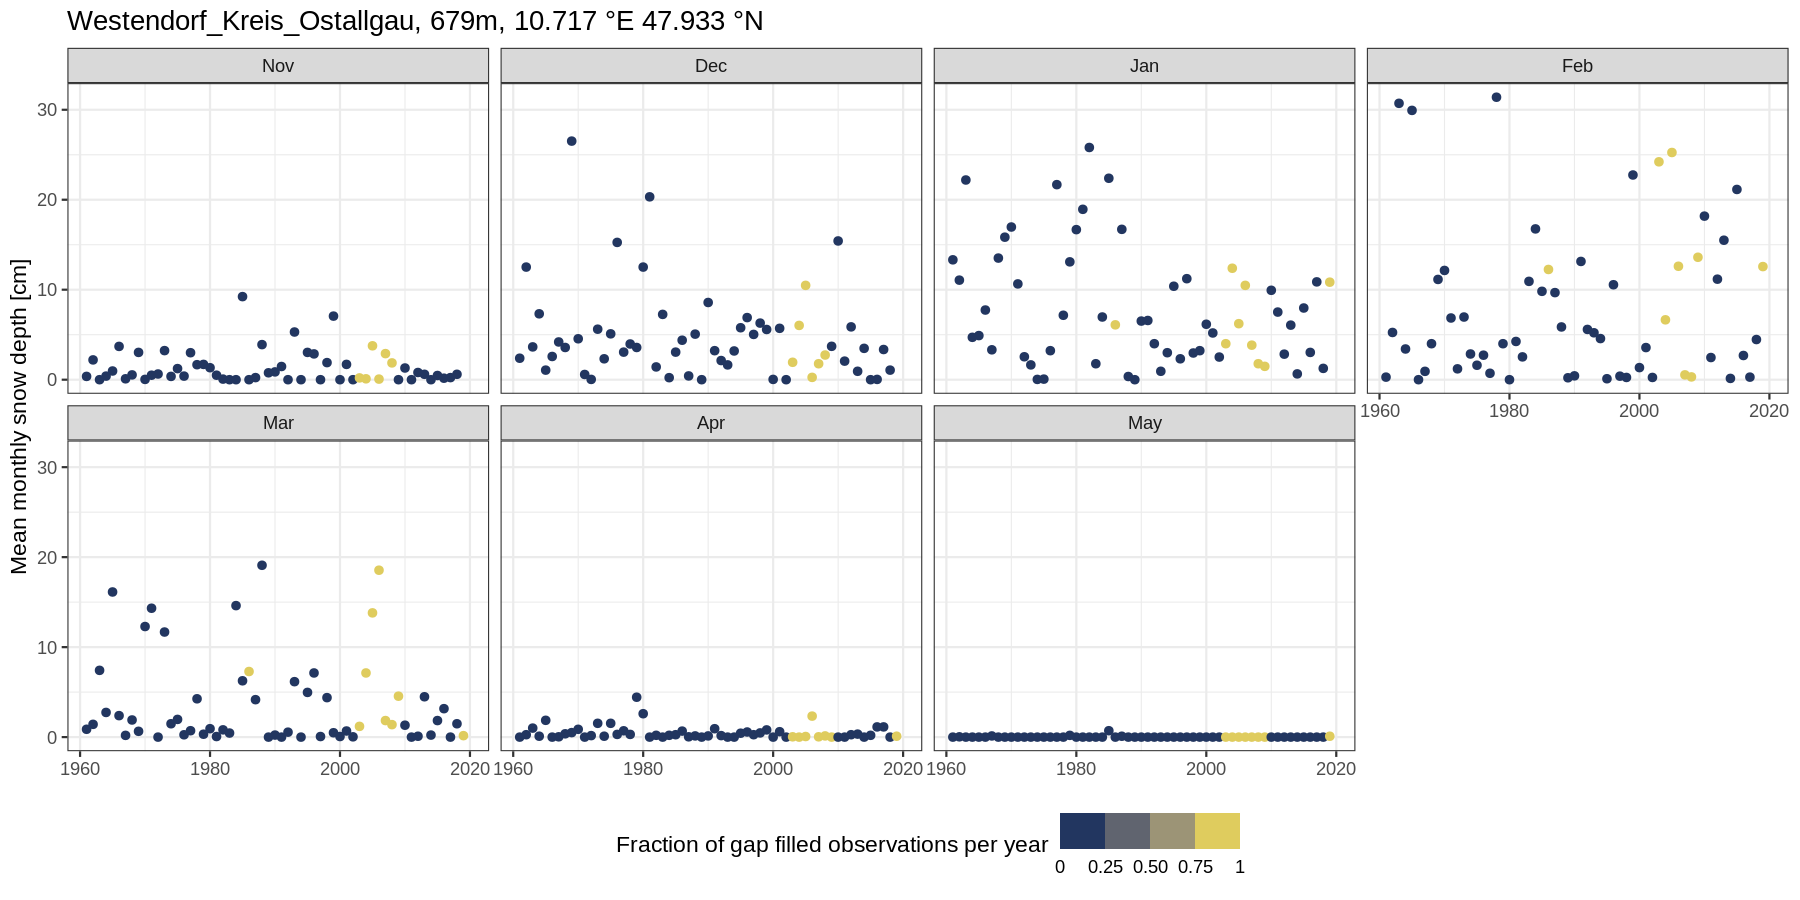 Westendorf_Kreis_Ostallgau, 679m, 10.717 °E 47.933 °N
Nov Dec Jan Feb
30
20
10
0
1960 1980 2000 2020
Mean monthly snow depth [cm]
Mar Apr May
30
20
10
0
1960 1980 2000 2020 1960 1980 2000 2020 1960 1980 2000 2020
Fraction of gap filled observations per year
0 0.25 0.50 0.75 1